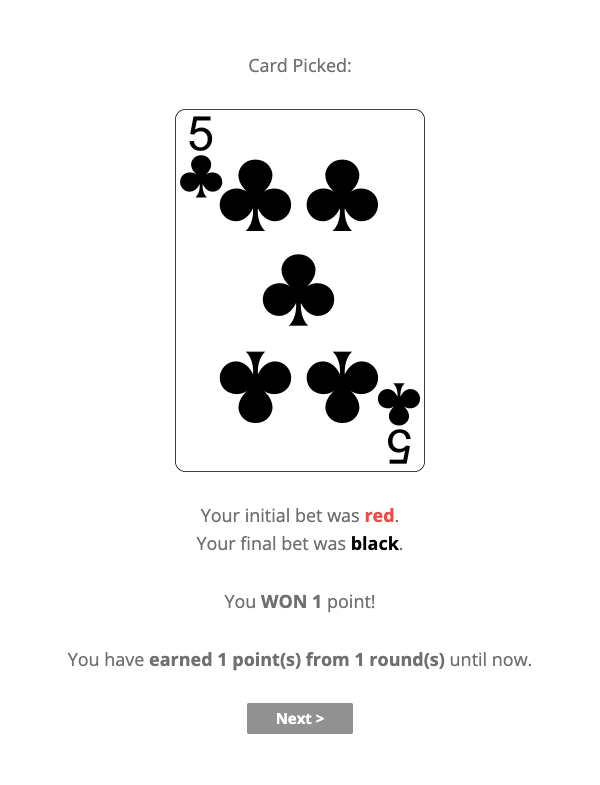 Card Picked:
5
5
Your initial bet was red.
Your final bet was black.
You WON 1 point!
You have earned 1 point(s) from 1 round(s) until now.
Next >